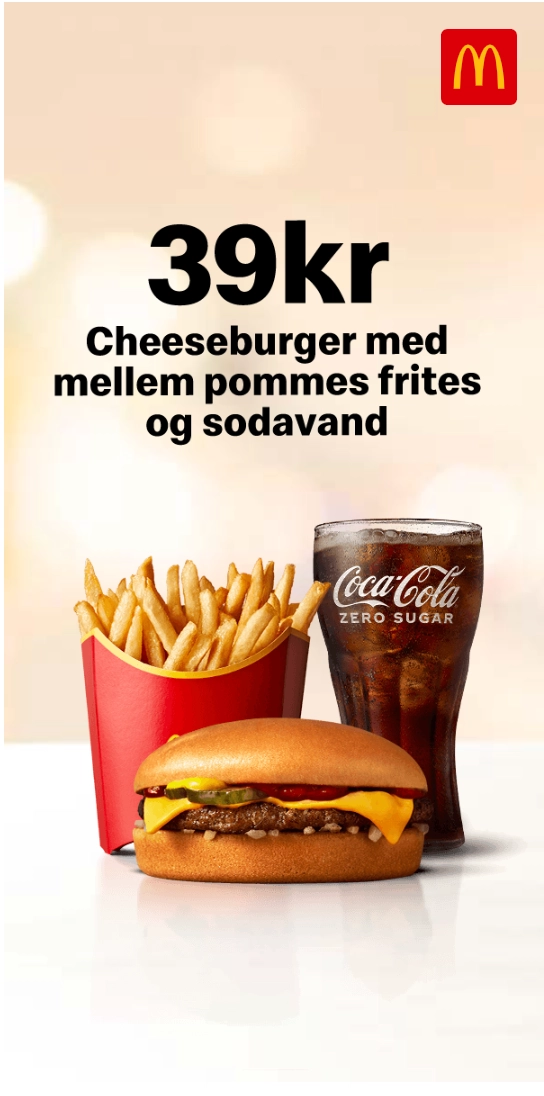 39kr
Cheeseburger med
mellem pommes frites
og sodavand
Coca-Cola
ZERO SUGAR